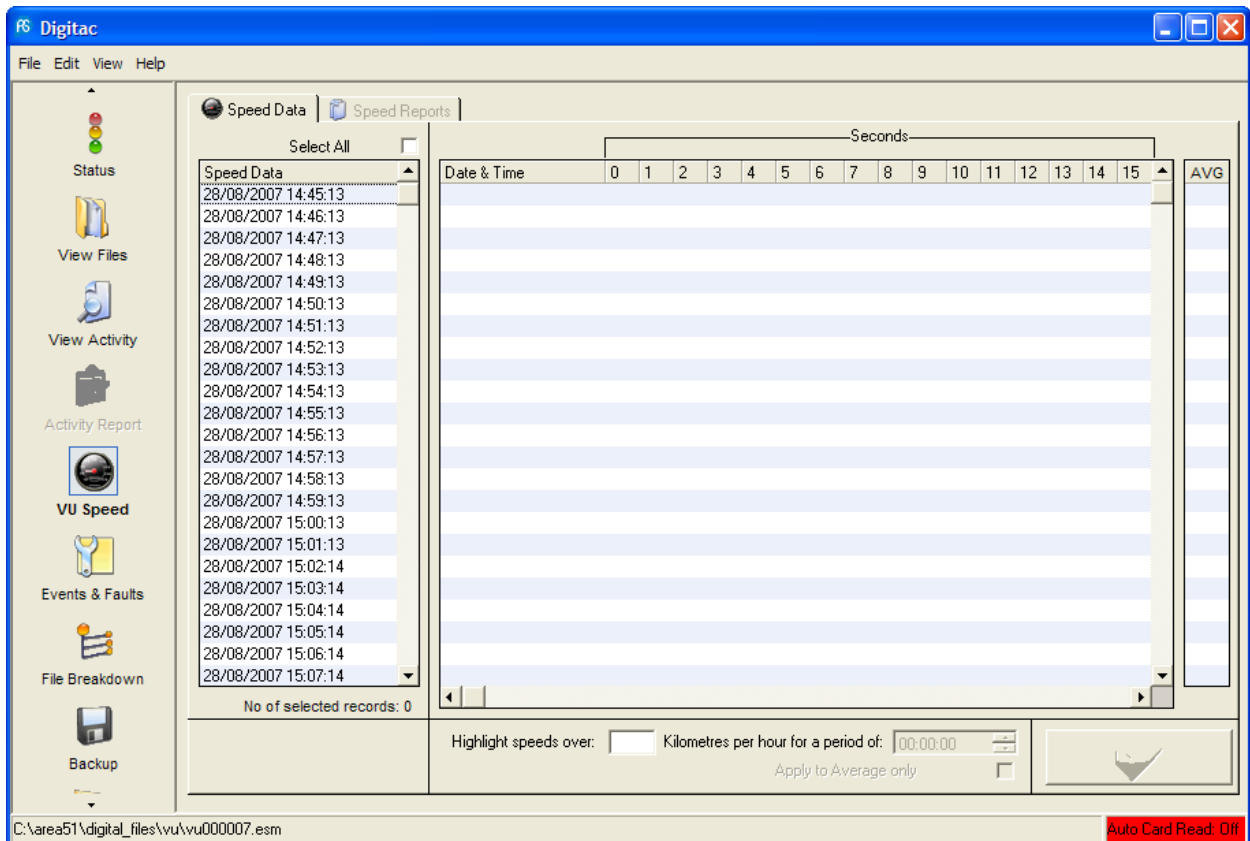 Digitac
File Edit View Help
Status
View Files
View Activity
Activity Report
VU Speed
Events & Faults
File Breakdown
Backup
Speed Data
Speed Reports
Select All
Speed Data
28/08/2007 14:45:13
28/08/2007 14:46:13
28/08/2007 14:47:13
28/08/2007 14:48:13
28/08/2007 14:49:13
28/08/2007 14:50:13
28/08/2007 14:51:13
28/08/2007 14:52:13
28/08/2007 14:53:13
28/08/2007 14:54:13
28/08/2007 14:55:13
28/08/2007 14:56:13
28/08/2007 14:57:13
28/08/2007 14:58:13
28/08/2007 14:59:13
28/08/2007 15:00:13
28/08/2007 15:01:13
28/08/2007 15:02:14
28/08/2007 15:03:14
28/08/2007 15:04:14
28/08/2007 15:05:14
28/08/2007 15:06:14
28/08/2007 15:07:14
No of selected records: 0
Seconds
Date & Time 0 1 2 3 4 5 6 7 8 9 10 11 12 13 14 15 AVG
Highlight speeds over: Kilometres per hour for a period of: 00:00:00
Apply to Average only
C:\area51\digital_files\vu\vu000007.esm
Auto Card Read: Off